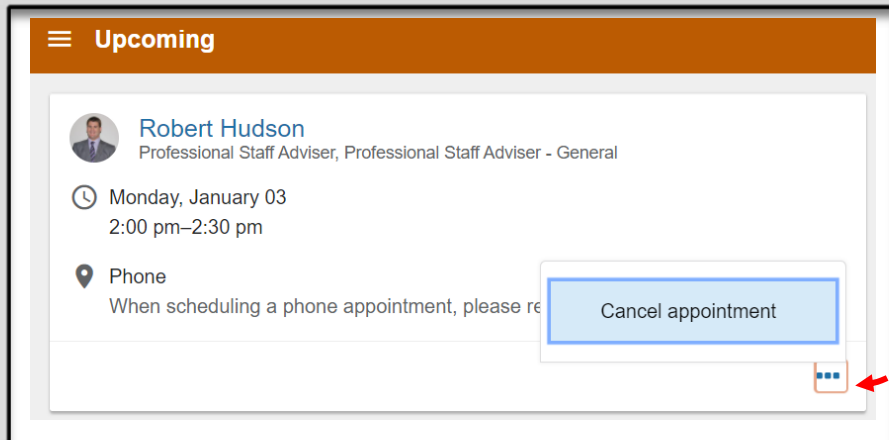 Upcoming
Robert Hudson
Professional Staff Adviser, Professional Staff Adviser - General
Monday, January 03
2:00 pm–2:30 pm
Phone
When scheduling a phone appointment, please
Cancel appointment